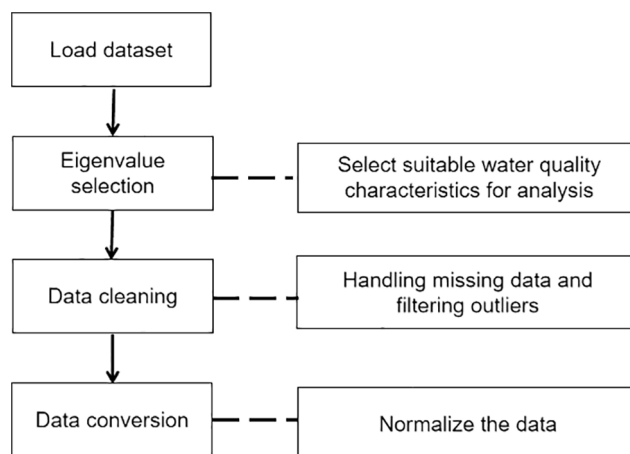 Load dataset
Eigenvalue
selection
Select suitable water quality
characteristics for analysis
Data cleaning
Handling missing data and
filtering outliers
Data conversion
Normalize the data